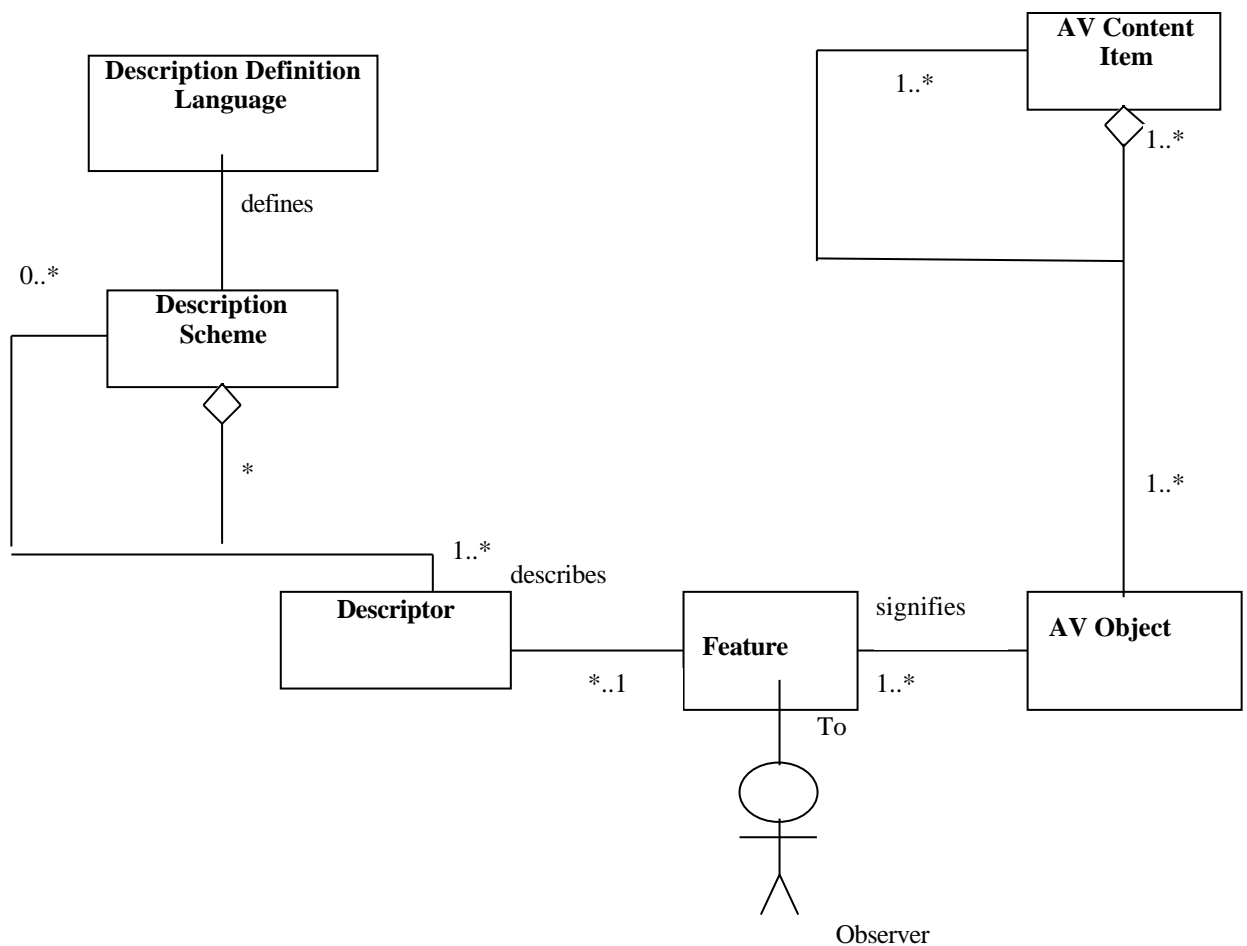 AV Content
Item
Description Definition
Language
1..*
1..*
defines
0..*
Description
Scheme
*
1..*
1..*
describes
Descriptor
signifies
Feature
AV Object
*..1
1..*
To
Observer